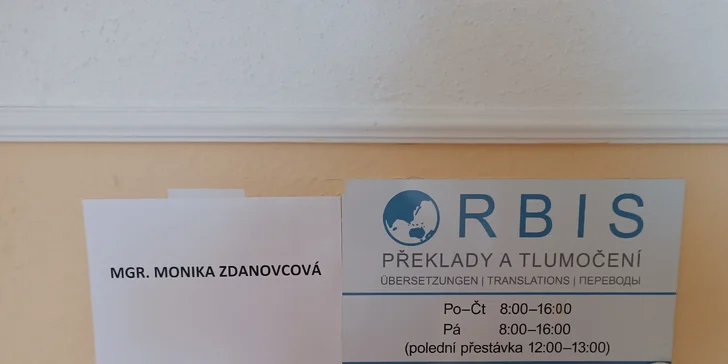 MGR. MONIKA ZDANOVCOVÁ
ORBIS
PŘEKLADY A TLUMOČENÍ
ÜBERSETZUNGEN | TRANSLATIONS | ПЕРЕВОДЫ
Po–Čt 8:00–16:00
Pá 8:00–16:00
(polední přestávka 12:00–13:00)